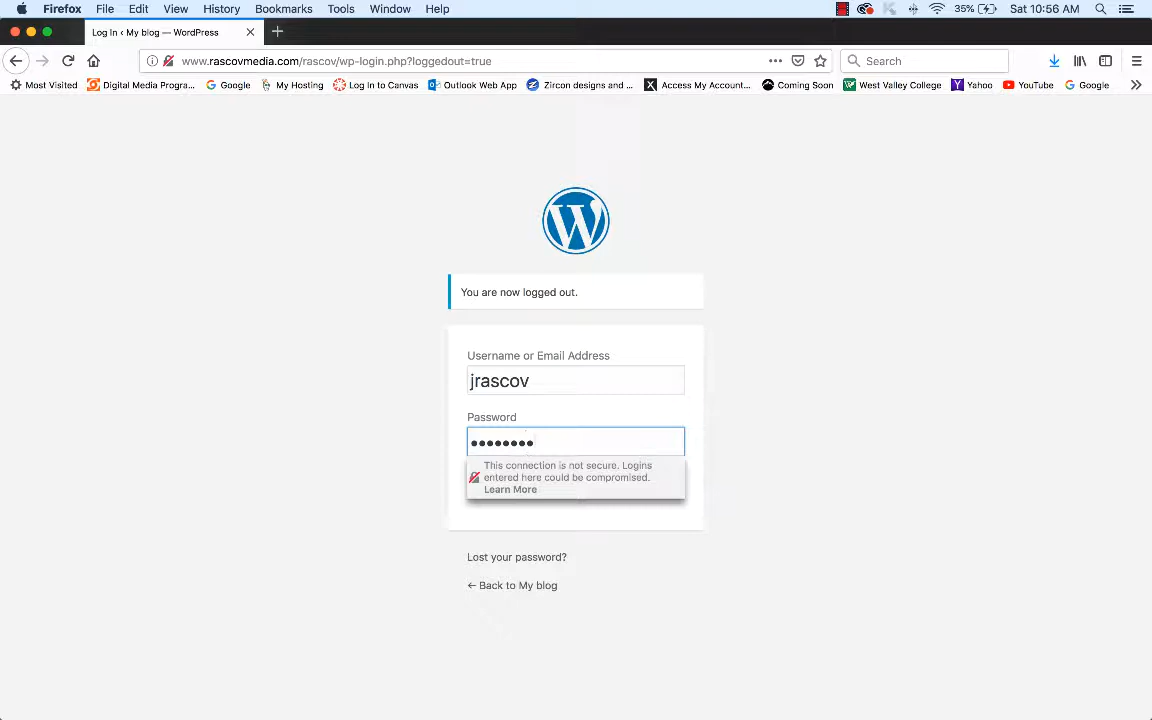 Firefox File Edit View History Bookmarks Tools Window Help 35% Sat 10:56 AM
Log In ‹ My blog — WordPress
www.rascovmedia.com/rascov/wp-login.php?loggedout=true Search
Most Visited Digital Media Progra... Google My Hosting Log In to Canvas Outlook Web App Zircon designs and ... Access My Account... Coming Soon West Valley College Yahoo YouTube Google
You are now logged out.
Username or Email Address
jrascov
Password
••••••••
This connection is not secure. Logins
entered here could be compromised.
Learn More
Lost your password?
← Back to My blog